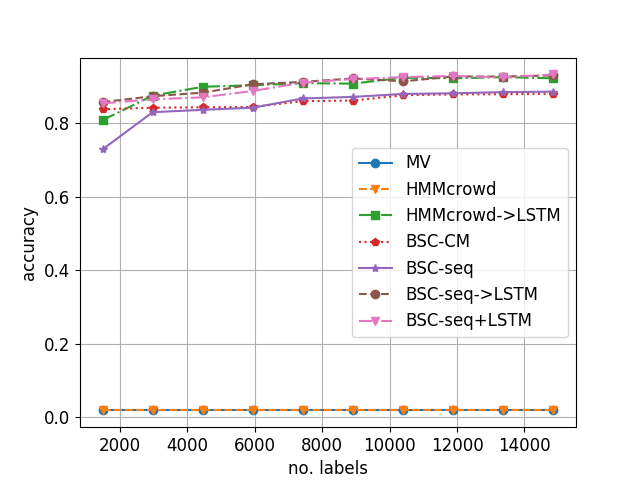 0.8
0.6
0.4
0.2
0.0
accuracy
MV
HMMcrowd
HMMcrowd->LSTM
BSC-CM
BSC-seq
BSC-seq->LSTM
BSC-seq+LSTM
2000 4000 6000 8000 10000 12000 14000
no. labels